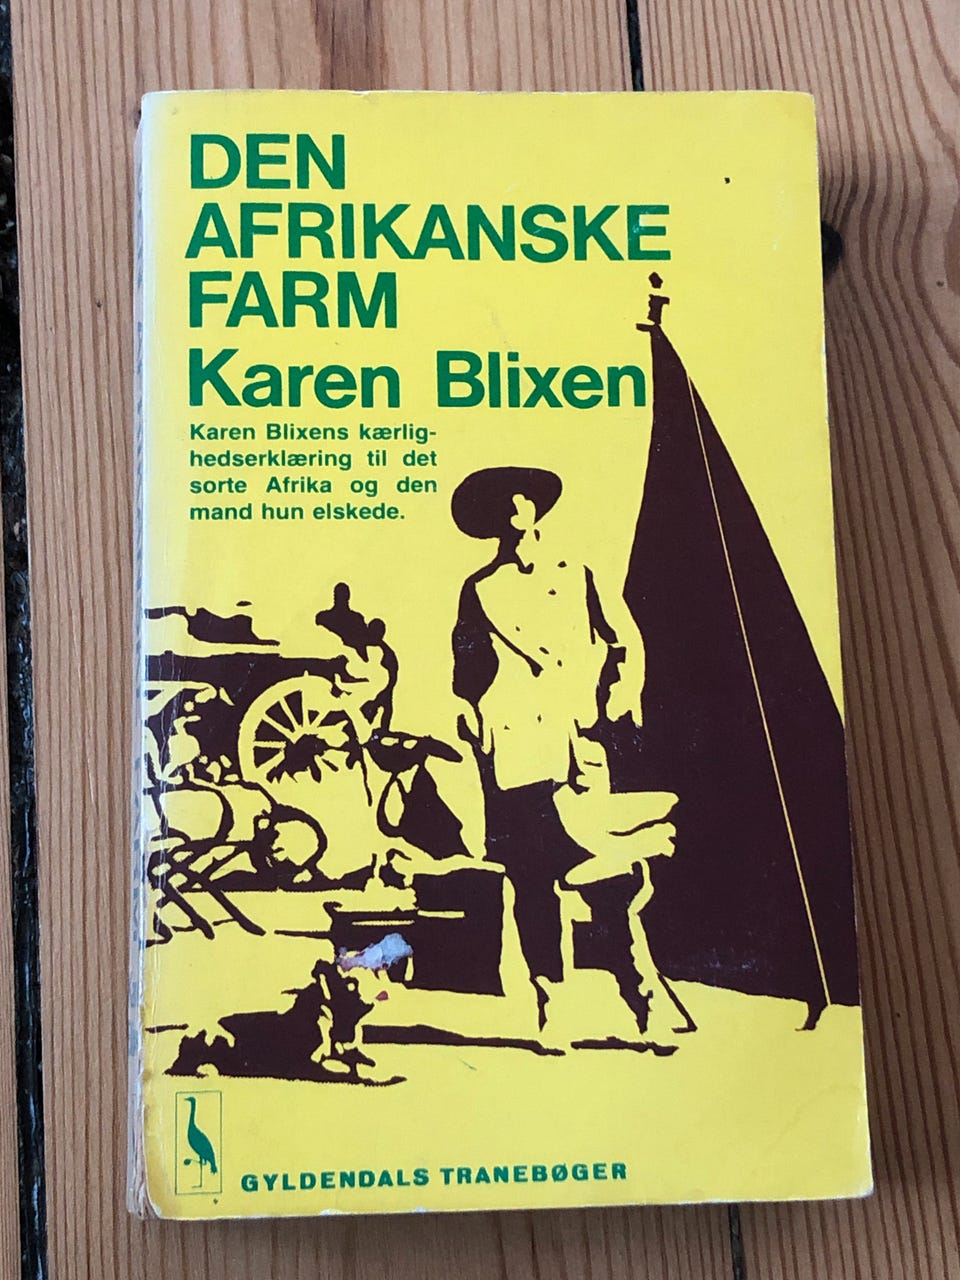 DEN
AFRIKANSKE
FARM
Karen Blixen
Karen Blixens kærlig-
hedserklæring til det
sorte Afrika og den
mand hun elskede.
GYLDENDALS TRANEBØGER